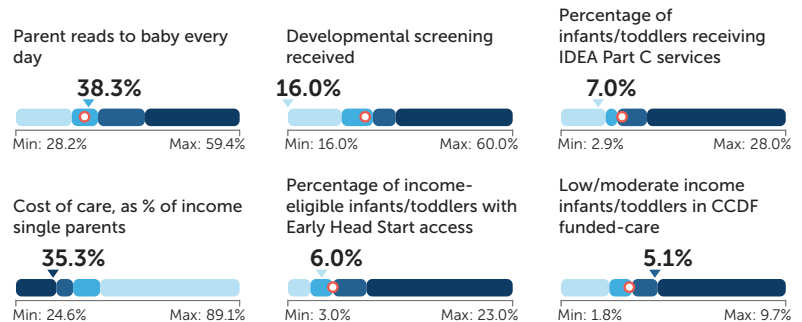 Parent reads to baby every
day
38.3%
Min: 28.2%
Max: 59.4%
Developmental screening
received
16.0%
Min: 16.0%
Max: 60.0%
Percentage of
infants/toddlers receiving
IDEA Part C services
7.0%
Min: 2.9%
Max: 28.0%
Cost of care, as % of income
single parents
35.3%
Min: 24.6%
Max: 89.1%
Percentage of income-
eligible infants/toddlers with
Early Head Start access
6.0%
Min: 3.0%
Max: 23.0%
Low/moderate income
infants/toddlers in CCDF
funded-care
5.1%
Min: 1.8%
Max: 9.7%